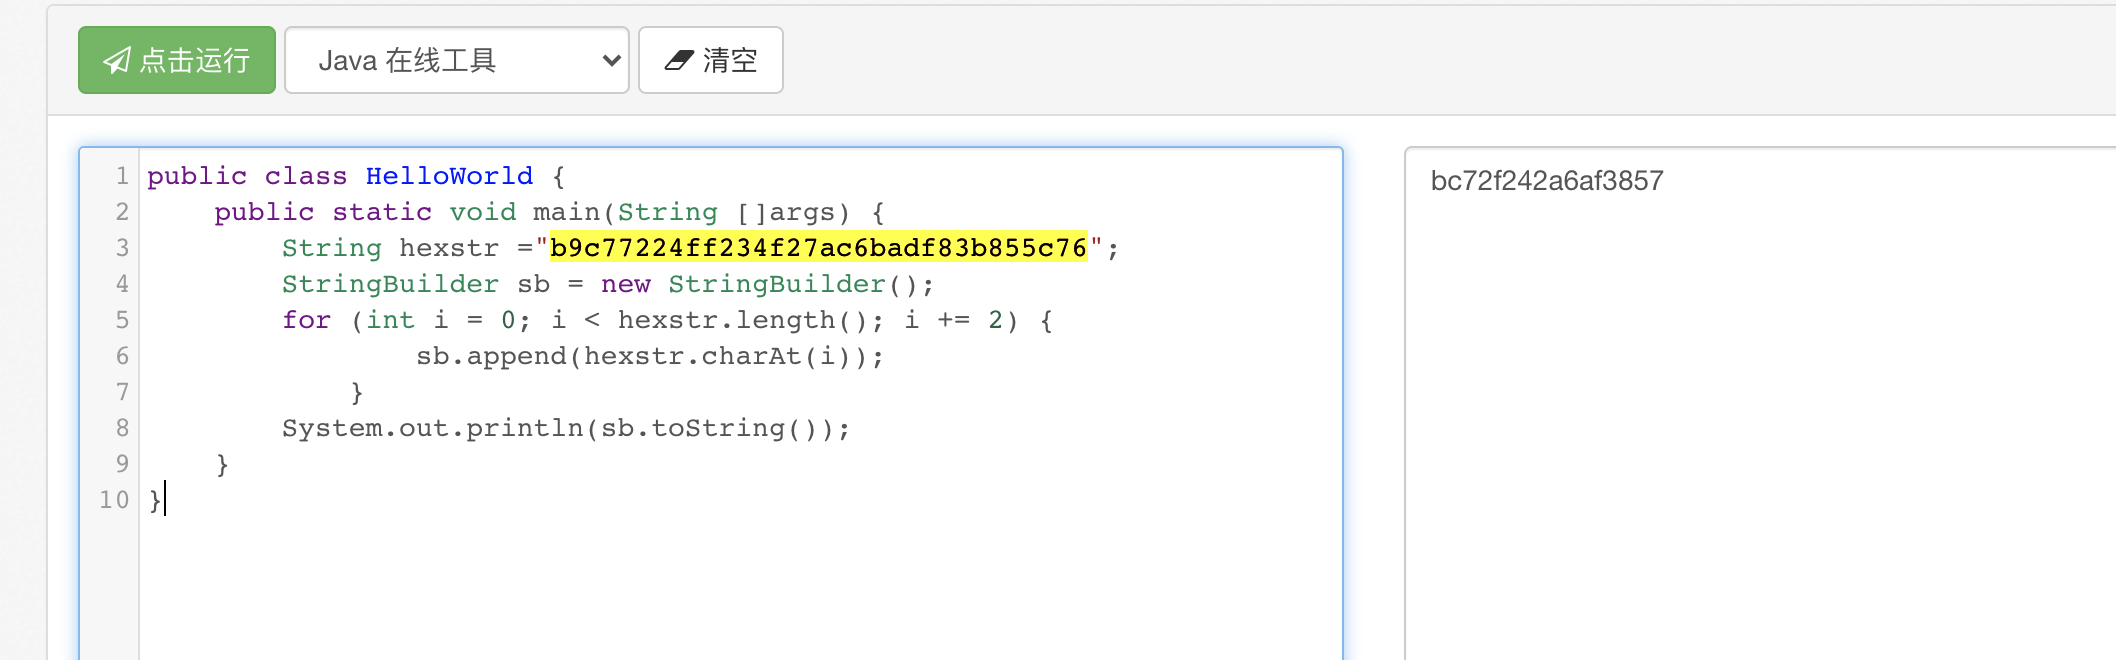 点击运行 Java 在线工具 清空
1 public class HelloWorld {
2     public static void main(String []args) {
3         String hexstr ="b9c77224ff234f27ac6badf83b855c76";
4         StringBuilder sb = new StringBuilder();
5         for (int i = 0; i < hexstr.length(); i += 2) {
6                 sb.append(hexstr.charAt(i));
7             }
8         System.out.println(sb.toString());
9     }
10 }
bc72f242a6af3857